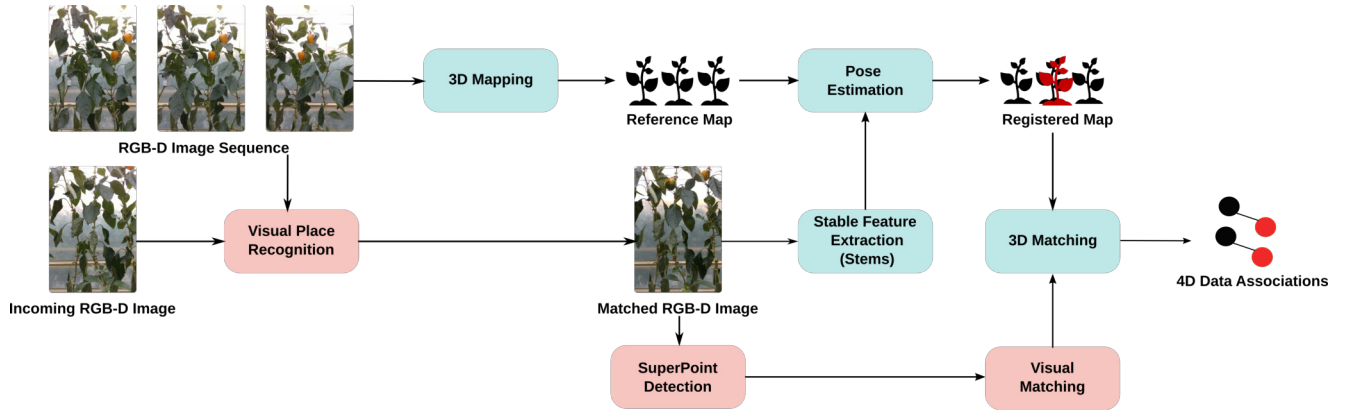 3D Mapping
Reference Map
Pose
Estimation
Registered Map
RGB-D Image Sequence
Incoming RGB-D Image
Visual Place
Recognition
Matched RGB-D Image
Stable Feature
Extraction
(Stems)
3D Matching
4D Data Associations
SuperPoint
Detection
Visual
Matching